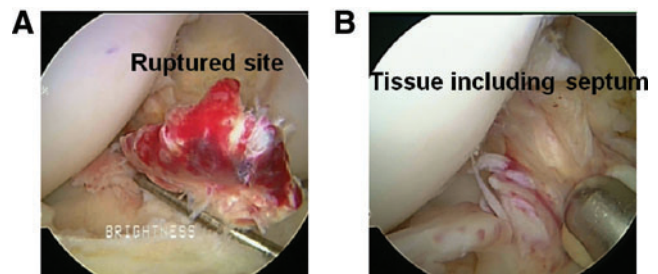 A
B
Ruptured site
Tissue including septum
BRIGHTNESS